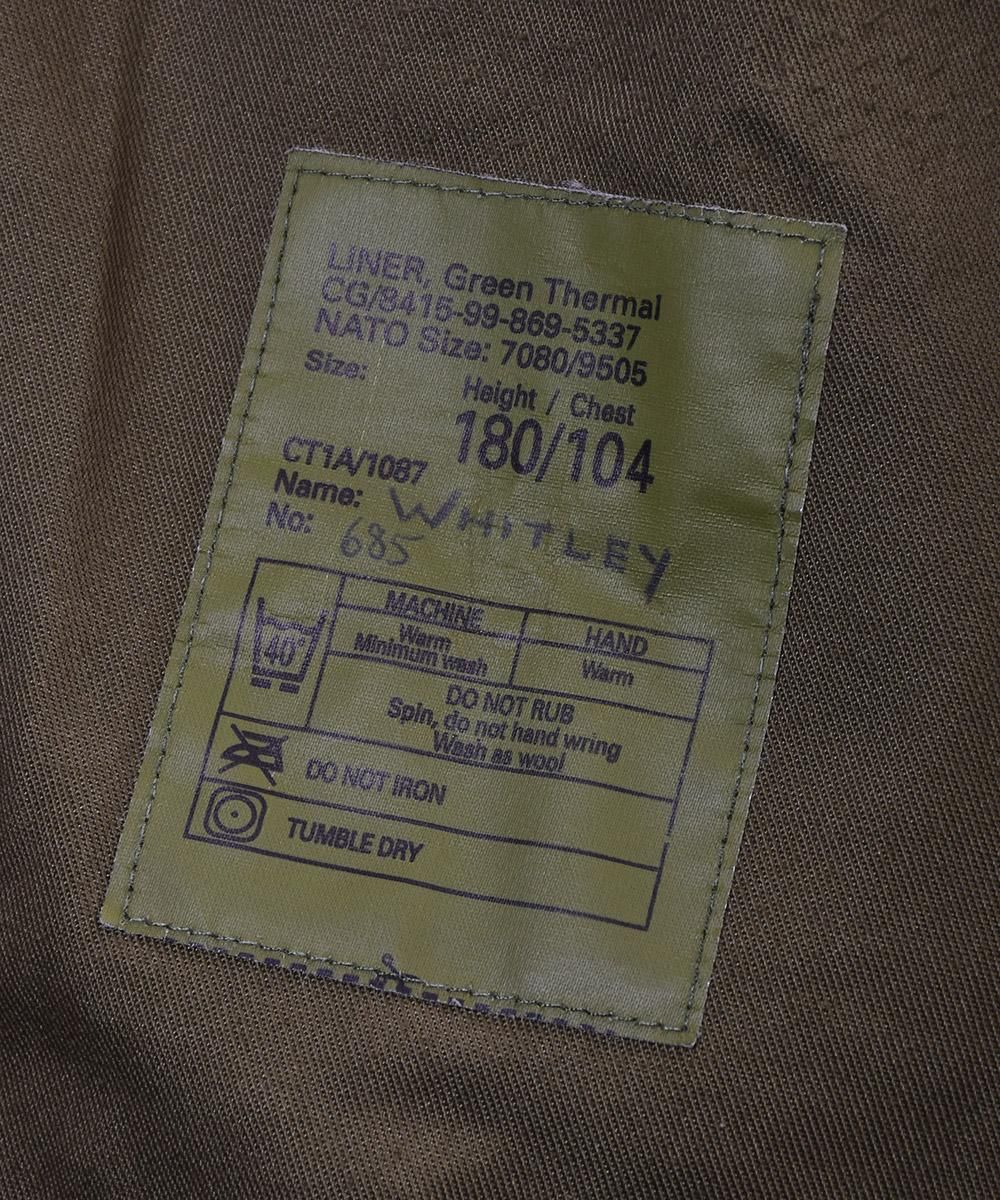 LINER, Green Thermal
CG/8415-99-869-5337
NATO Size: 7080/9505
Size: Height / Chest
180/104
CT1A/1087
Name: WHITLEY
No: 685
40°
MACHINE HAND
Warm
Minimum wash
Warm
DO NOT RUB
Spin, do not hand wring
Wash as wool
DO NOT IRON
TUMBLE DRY